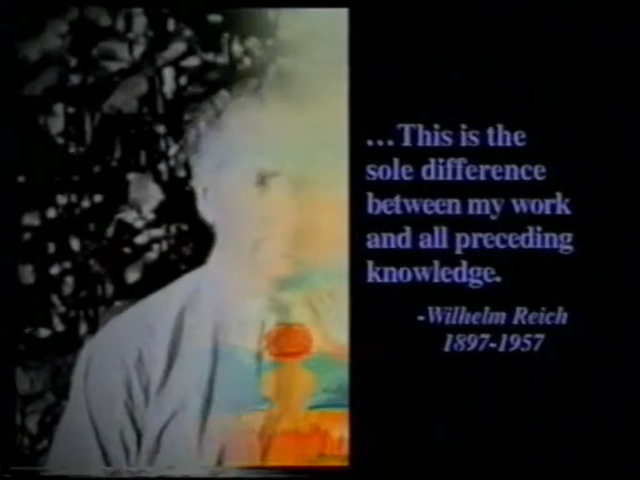 ...This is the
sole difference
between my work
and all preceding
knowledge.
-Wilhelm Reich
1897-1957